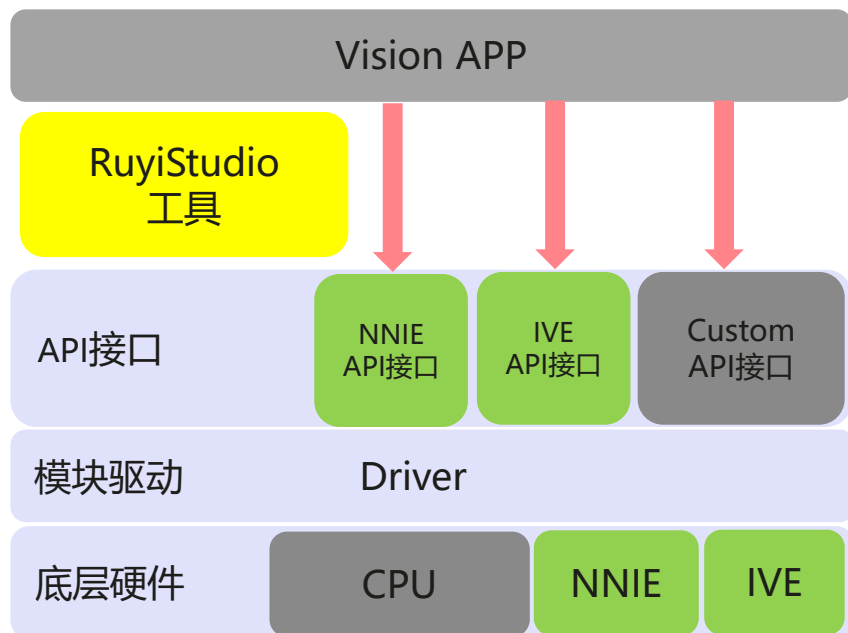 Vision APP
RuyiStudio
工具
API接口
NNIE
API接口
IVE
API接口
Custom
API接口
模块驱动
Driver
底层硬件
CPU
NNIE
IVE